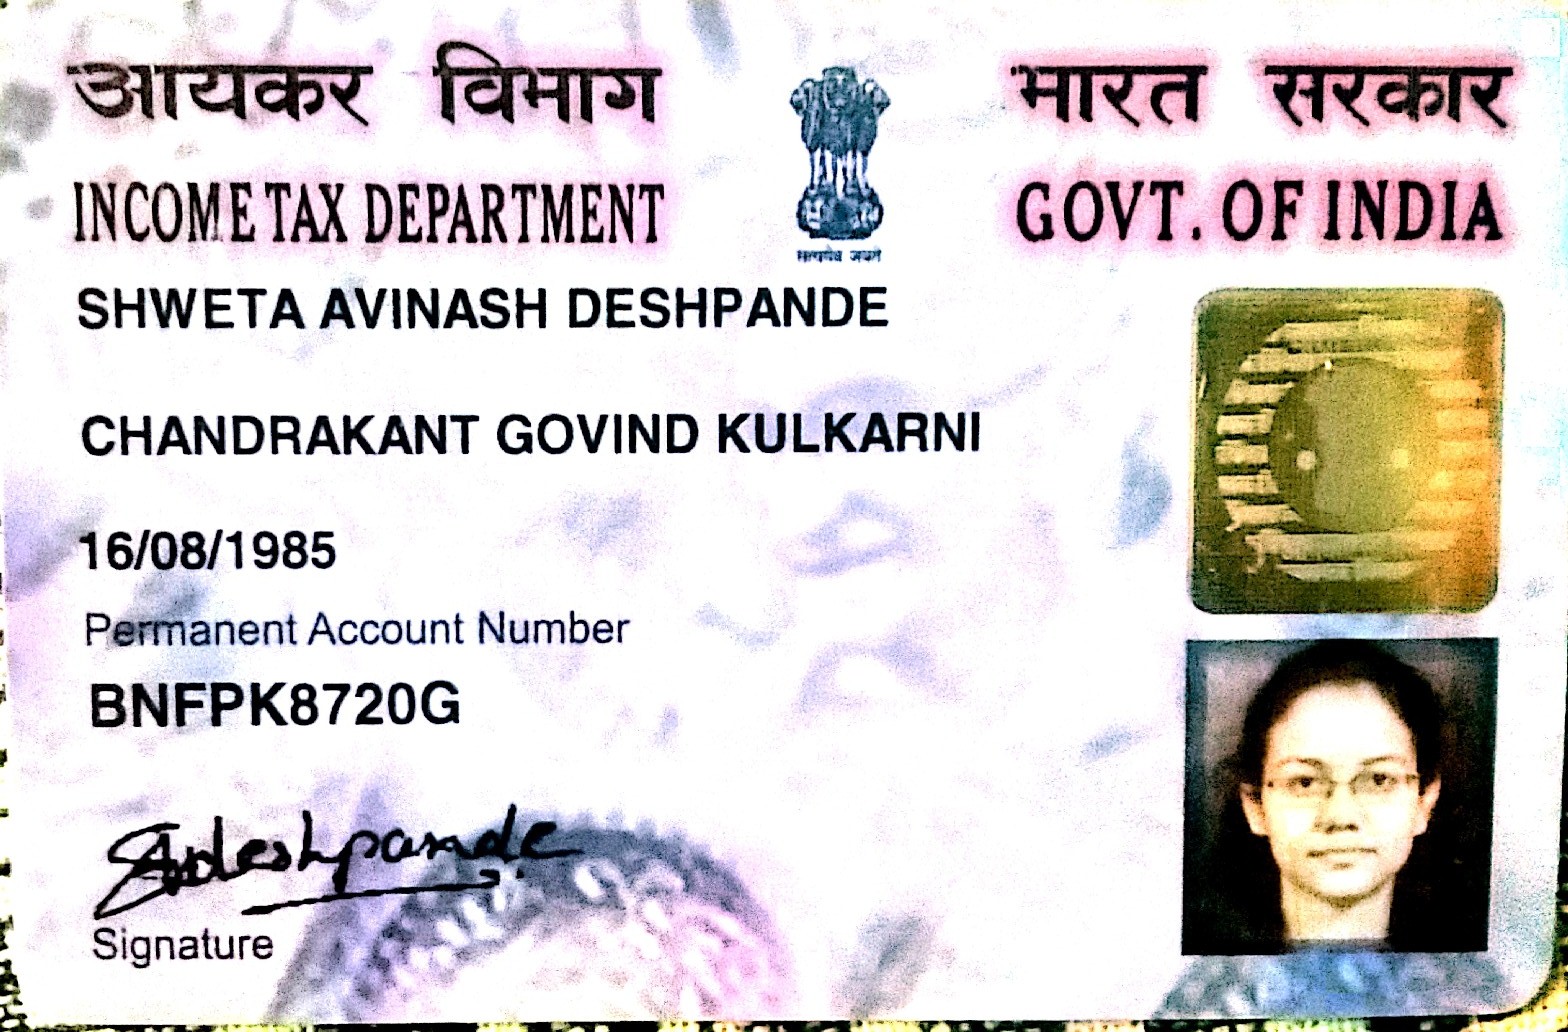 आयकर विभाग
भारत सरकार
INCOME TAX DEPARTMENT
GOVT. OF INDIA
सत्यमेव जयते
SHWETA AVINASH DESHPANDE
CHANDRAKANT GOVIND KULKARNI
16/08/1985
Permanent Account Number
BNFPK8720G
Sdeshpande
Signature